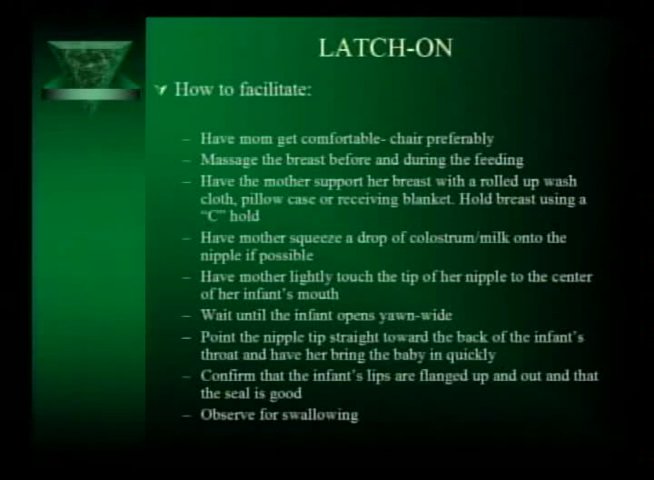 LATCH-ON
How to facilitate:
– Have mom get comfortable- chair preferably
– Massage the breast before and during the feeding
– Have the mother support her breast with a rolled up wash
cloth, pillow case or receiving blanket. Hold breast using a
“C” hold
– Have mother squeeze a drop of colostrum/milk onto the
nipple if possible
– Have mother lightly touch the tip of her nipple to the center
of her infant’s mouth
– Wait until the infant opens yawn-wide
– Point the nipple tip straight toward the back of the infant’s
throat and have her bring the baby in quickly
– Confirm that the infant’s lips are flanged up and out and that
the seal is good
– Observe for swallowing